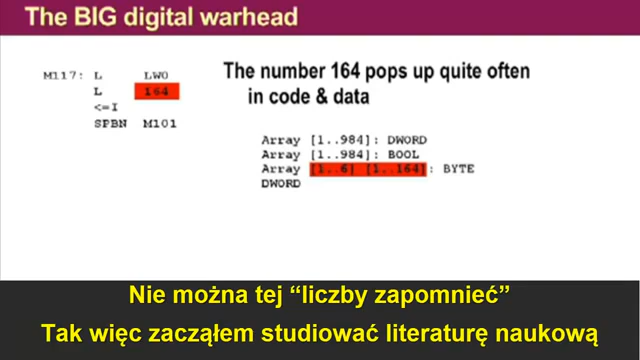 The BIG digital warhead
M117: L LW0
L 164
<=I
SPBN M101
The number 164 pops up quite often
in code & data
Array [1..984]: DWORD
Array [1..984]: BOOL
Array [1..6] [1..164]: BYTE
DWORD
Nie można tej “liczby zapomnieć”
Tak więc zacząłem studiować literaturę naukową